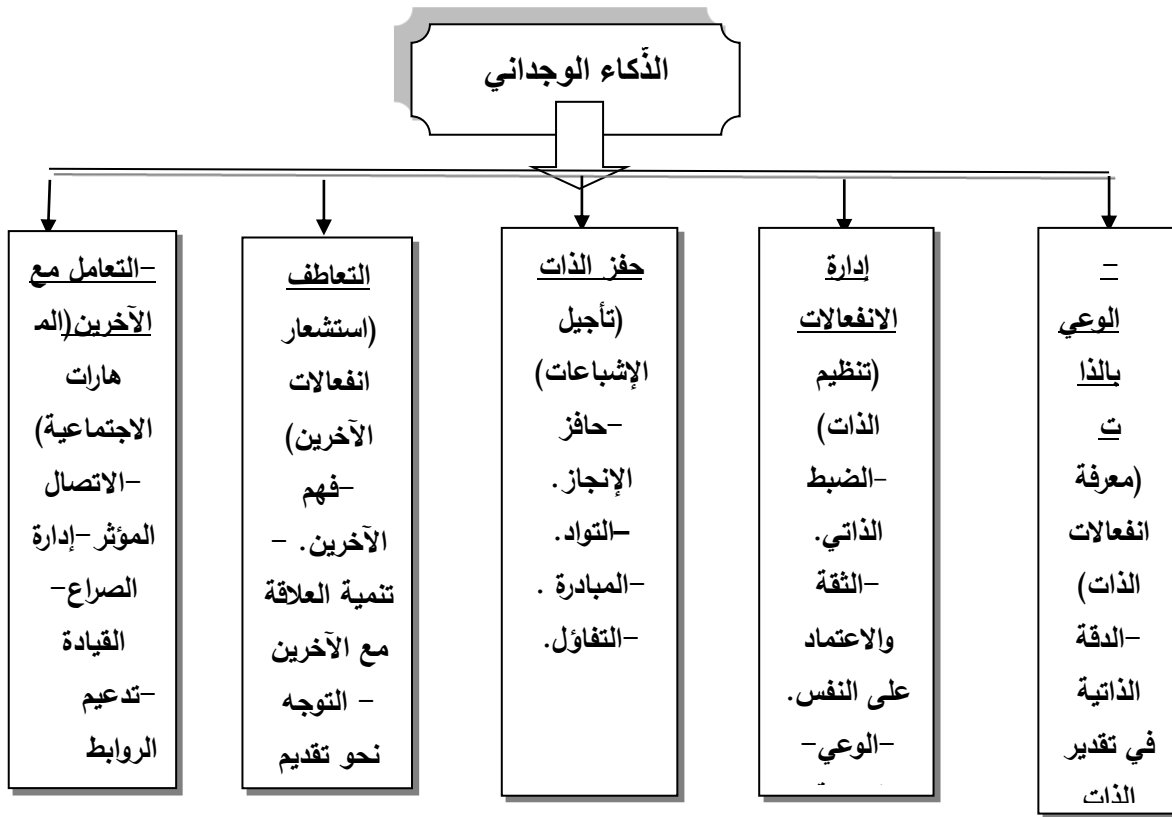 الذّكاء الوجداني
-
الوعي
بالذا
ت
(معرفة
انفعالات
الذات)
-الدقة
الذاتية
في تقدير
الذات
إدارة
الانفعالات
(تنظيم
الذات)
-الضبط
الذاتي.
-الثقة
والاعتماد
على النفس.
-الوعي-
حفز الذات
(تأجيل
الإشباعات)
-حافز
الإنجاز.
-التواد.
-المبادرة .
-التفاؤل.
التعاطف
(استشعار
انفعالات
الآخرين)
-فهم
الآخرين. -
تنمية العلاقة
مع الآخرين
- التوجه
نحو تقديم
-التعامل مع
الآخرين(المـ
هارات
الاجتماعية)
-الاتصال
المؤثر -إدارة
الصراع-
القيادة
-تدعيم
الروابط